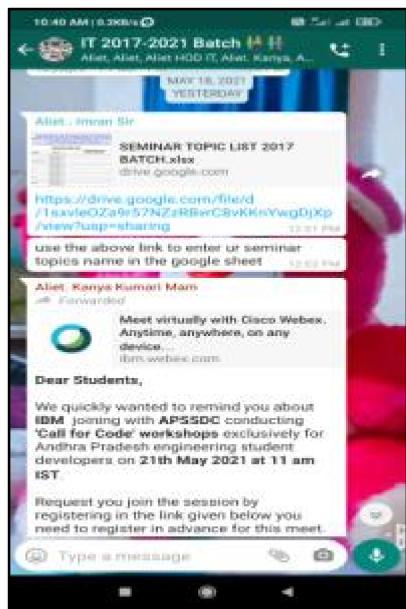 10:40 AM | 0.3KB/s
IT 2017-2021 Batch
Aliet, Aliet, Aliet HOD IT, Aliet. Kanya, A...
MAY 18, 2021
YESTERDAY
Aliet.. Imran Sir
SEMINAR TOPIC LIST 2017
BATCH.xlsx
drive.google.com
https://drive.google.com/file/d
/view?usp=sharing
12:51 PM
use the above link to enter ur seminar
topics name in the google sheet
12:52 PM
Aliet. Kanya Kumari Mam
Forwarded
Meet virtually with Cisco Webex.
Anytime, anywhere, on any
device...
ibm.webex.com
Dear Students,
We quickly wanted to remind you about
IBM joining with APSSDC conducting
'Call for Code' workshops exclusively for
Andhra Pradesh engineering student
developers on 21th May 2021 at 11 am
IST.
Request you join the session by
registering in the link given below you
need to register in advance for this meet.
Type a message